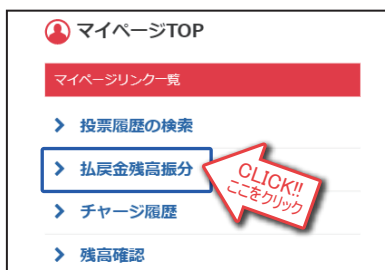 マイページTOP
マイページリンク一覧
投票履歴の検索
払戻金残高振分
CLICK!!
ここをクリック
チャージ履歴
残高確認